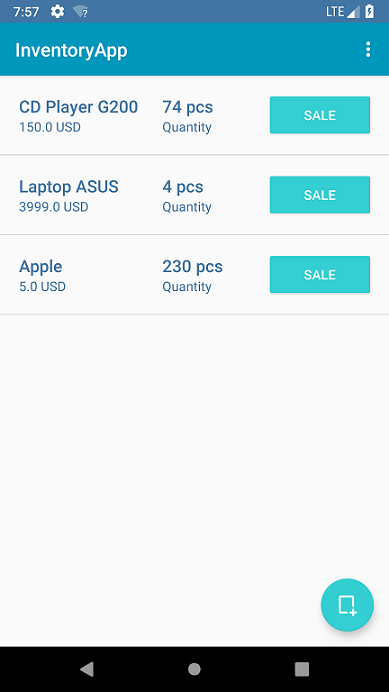 7:57
LTE
InventoryApp
CD Player G200
150.0 USD
74 pcs
Quantity
SALE
Laptop ASUS
3999.0 USD
4 pcs
Quantity
SALE
Apple
5.0 USD
230 pcs
Quantity
SALE